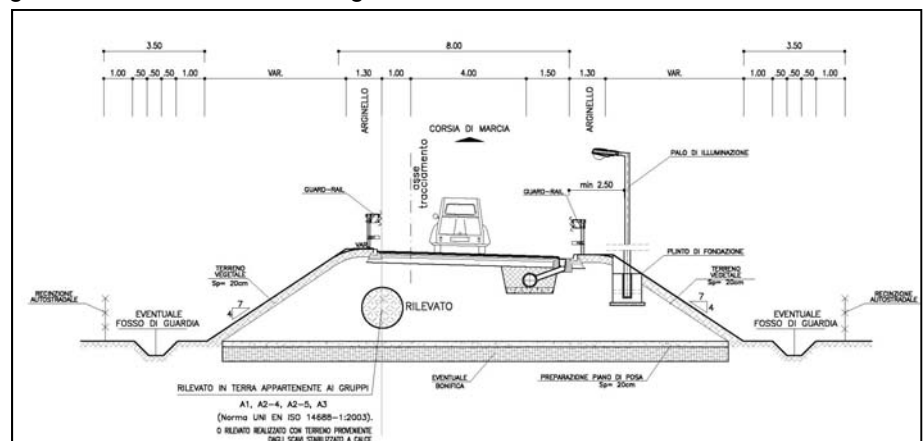 3.50
8.00
3.50
1.00 .50 .50 .50 1.00 VAR. 1.30 1.00 4.00 1.50 1.30 VAR. 1.00 .50 .50 .50 1.00
ARGINELLO
ARGINELLO
CORSIA DI MARCIA
asse
tracciamento
PALO DI ILLUMINAZIONE
min 2.50
GUARD-RAIL
GUARD-RAIL
VAR.
PLINTO DI FONDAZIONE
TERRENO
VEGETALE
Sp= 20cm
TERRENO
VEGETALE
Sp= 20cm
RECINZIONE
AUTOSTRADALE
RECINZIONE
AUTOSTRADALE
7
4
7
4
RILEVATO
EVENTUALE
FOSSO DI GUARDIA
EVENTUALE
FOSSO DI GUARDIA
RILEVATO IN TERRA APPARTENENTE AI GRUPPI
A1, A2-4, A2-5, A3
(Norma UNI EN ISO 14688-1:2003).
O RILEVATO REALIZZATO CON TERRENO PROVENIENTE
DAGLI SCAVI STABILIZZATO A CALCE
EVENTUALE
BONIFICA
PREPARAZIONE PIANO DI POSA
Sp= 20cm